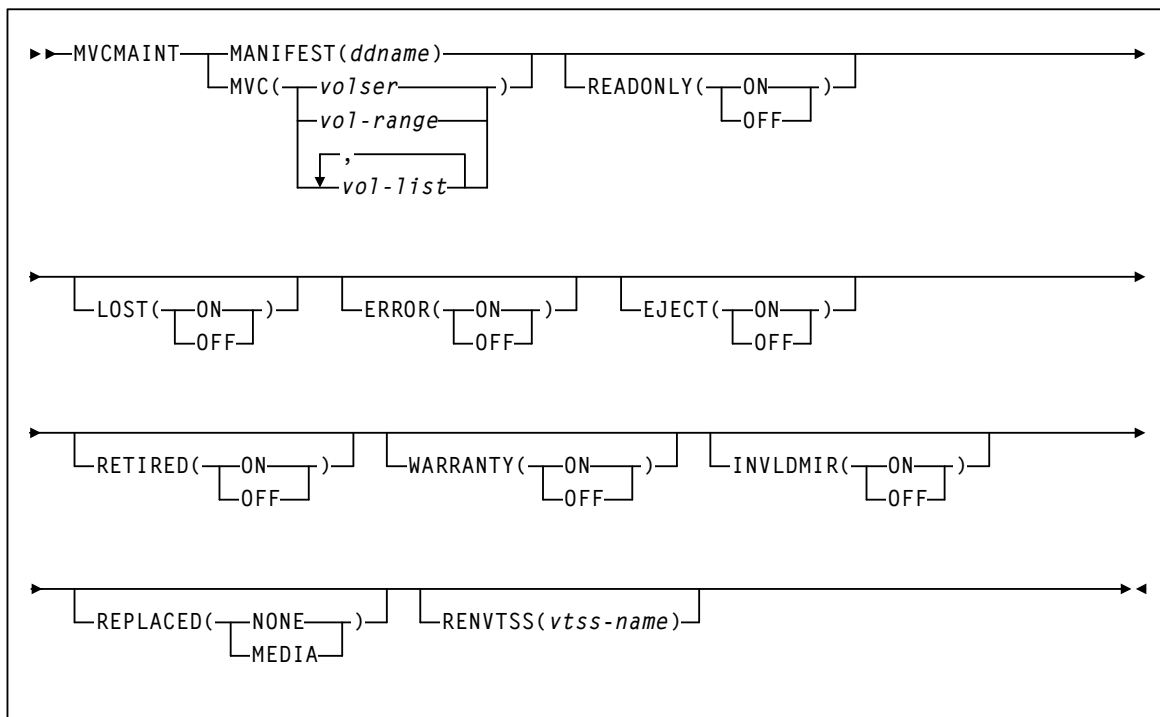 MVCMAINT MANIFEST(ddname) READONLY( ON )
MVC( volser ) OFF
vol-range
,
vol-list
LOST( ON ) ERROR( ON ) EJECT( ON )
OFF OFF OFF
RETIRED( ON ) WARRANTY( ON ) INVLDMIR( ON )
OFF OFF OFF
REPLACED( NONE ) RENVTSS(vtss-name)
MEDIA